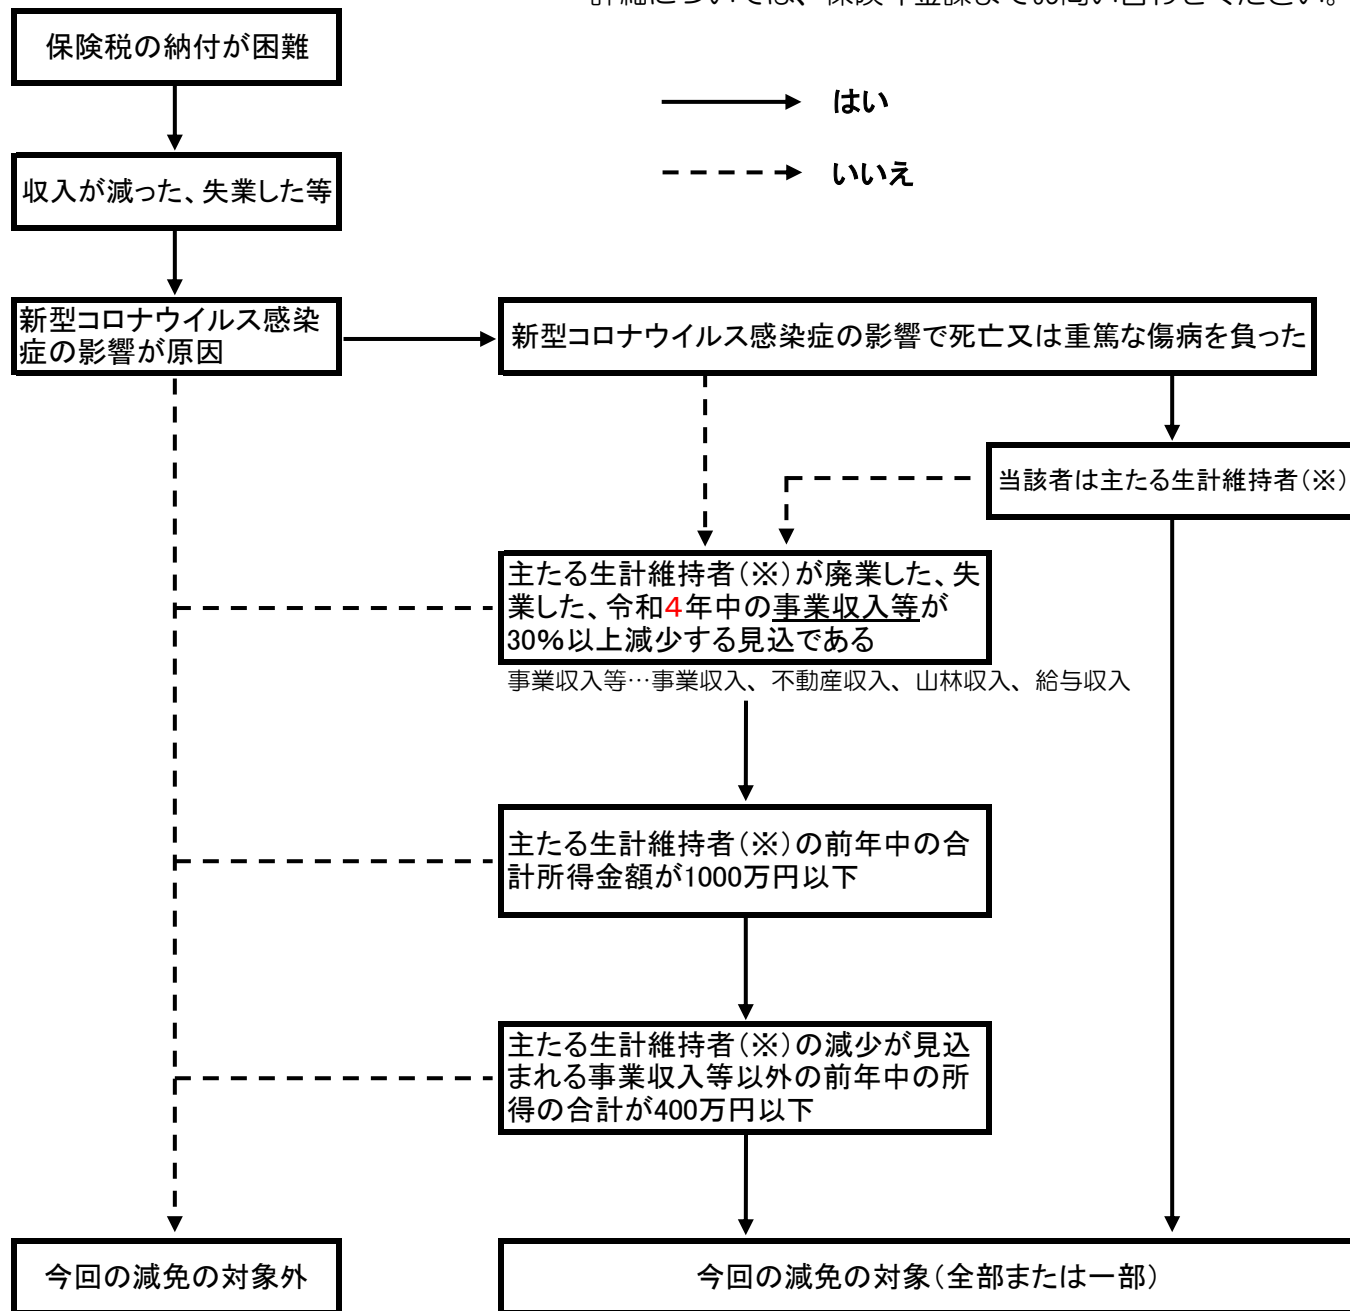 詳細については、保険年金課までお問い合わせください。
保険税の納付が困難
はい
いいえ
収入が減った、失業した等
新型コロナウイルス感染
症の影響が原因
新型コロナウイルス感染症の影響で死亡又は重篤な傷病を負った
当該者は主たる生計維持者(※)
主たる生計維持者(※)が廃業した、失
業した、令和4年中の事業収入等が
30%以上減少する見込である
事業収入等…事業収入、不動産収入、山林収入、給与収入
主たる生計維持者(※)の前年中の合
計所得金額が1000万円以下
主たる生計維持者(※)の減少が見込
まれる事業収入等以外の前年中の所
得の合計が400万円以下
今回の減免の対象外
今回の減免の対象(全部または一部)